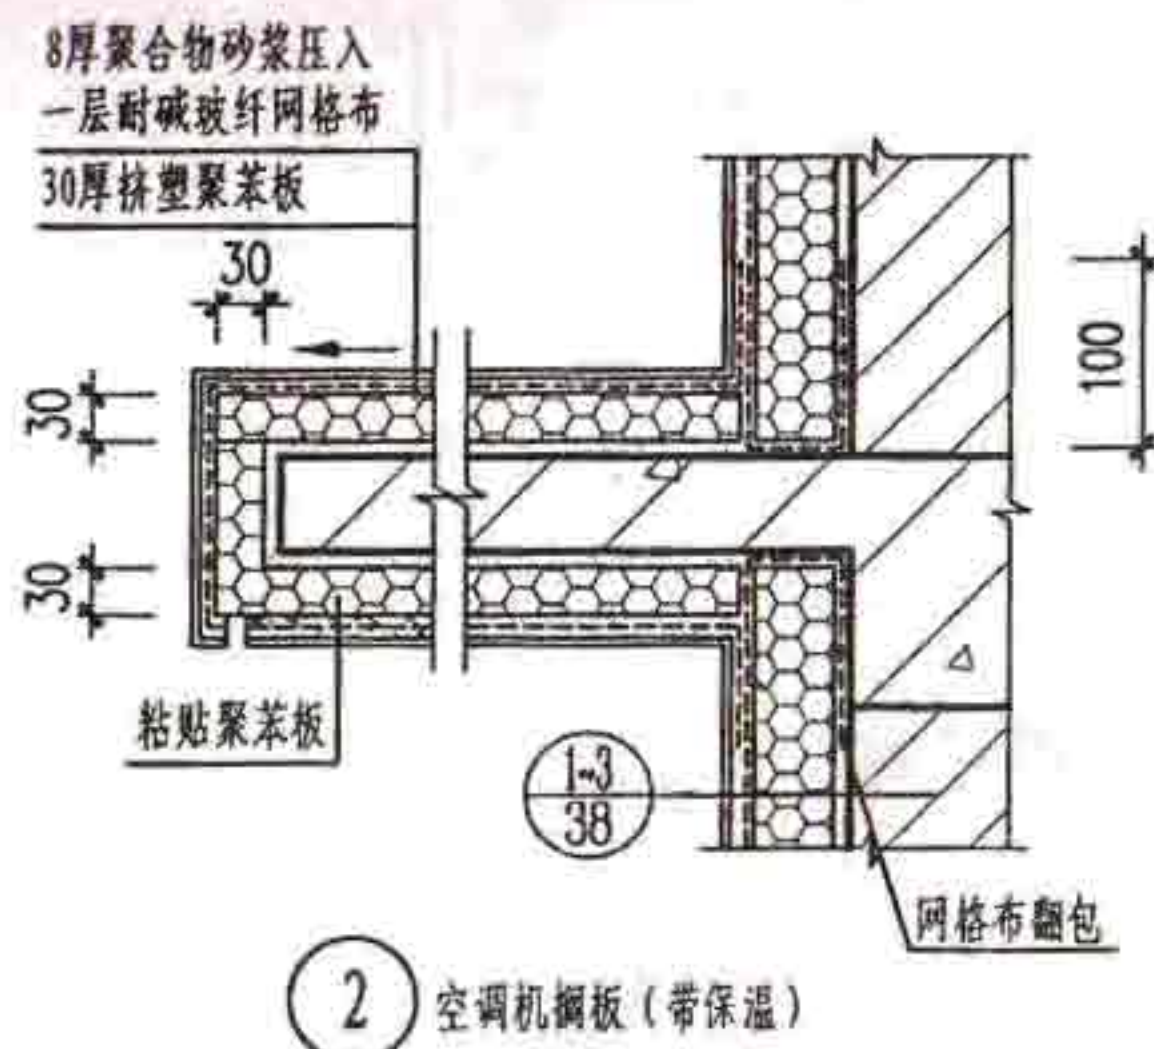 8厚聚合物砂浆压入
一层耐碱玻纤网格布
30厚挤塑聚苯板
30
30
100
30
粘贴聚苯板
1~3
38
网格布翻包
2 空调机搁板(带保温)